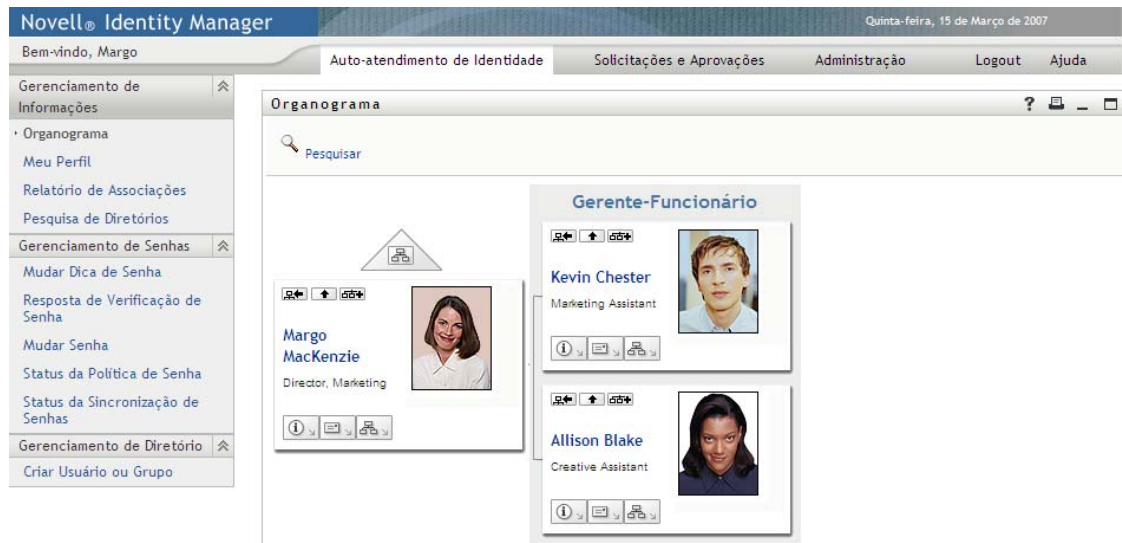 Novell® Identity Manager
Quinta-feira, 15 de Março de 2007
Bem-vindo, Margo
Auto-atendimento de Identidade
Solicitações e Aprovações
Administração
Logout
Ajuda
Gerenciamento de
Informações
Organograma
Meu Perfil
Relatório de Associações
Pesquisa de Diretórios
Gerenciamento de Senhas
Mudar Dica de Senha
Resposta de Verificação de
Senha
Mudar Senha
Status da Política de Senha
Status da Sincronização de
Senhas
Gerenciamento de Diretório
Criar Usuário ou Grupo
Organograma
?
Pesquisar
Margo
MacKenzie
Director, Marketing
Gerente-Funcionário
Kevin Chester
Marketing Assistant
Allison Blake
Creative Assistant